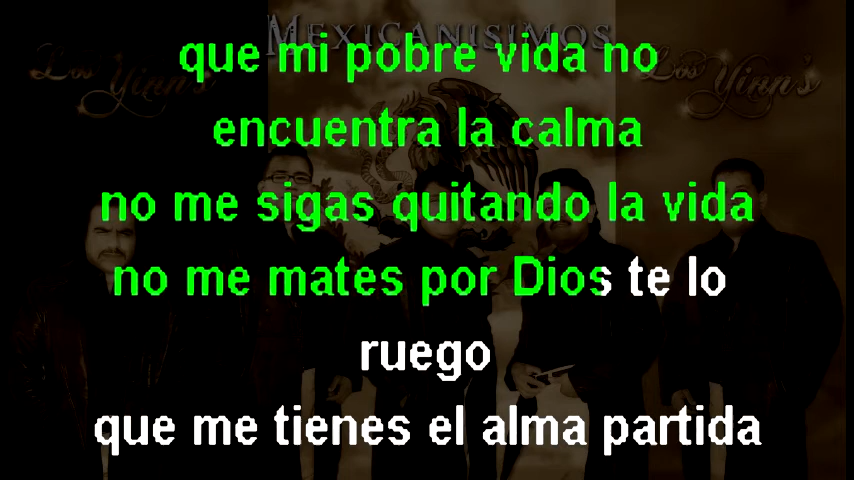 MEXICANISIMOS
Los Yinn's
Los Yinn's
que mi pobre vida no
encuentra la calma
no me sigas quitando la vida
no me mates por Dios te lo
ruego
que me tienes el alma partida